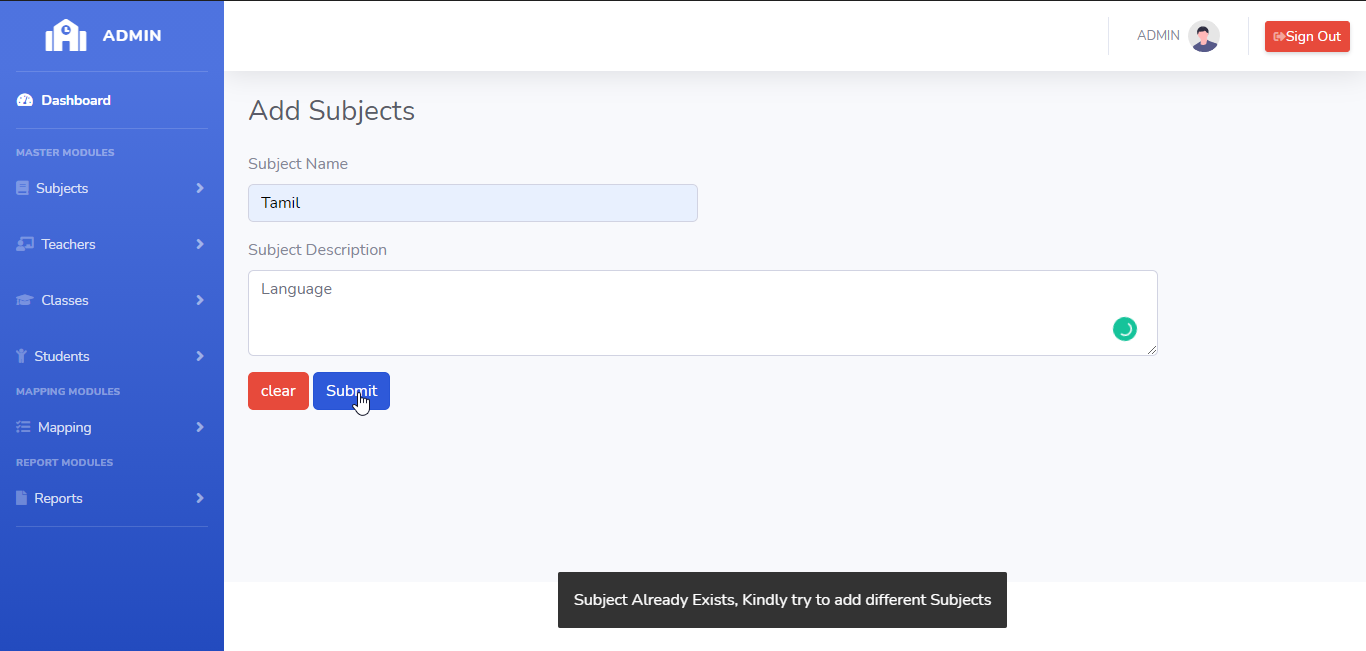 ADMIN
Dashboard
MASTER MODULES
Subjects
Teachers
Classes
Students
MAPPING MODULES
Mapping
REPORT MODULES
Reports
ADMIN
Sign Out
Add Subjects
Subject Name
Tamil
Subject Description
Language
clear
Submit
Subject Already Exists, Kindly try to add different Subjects